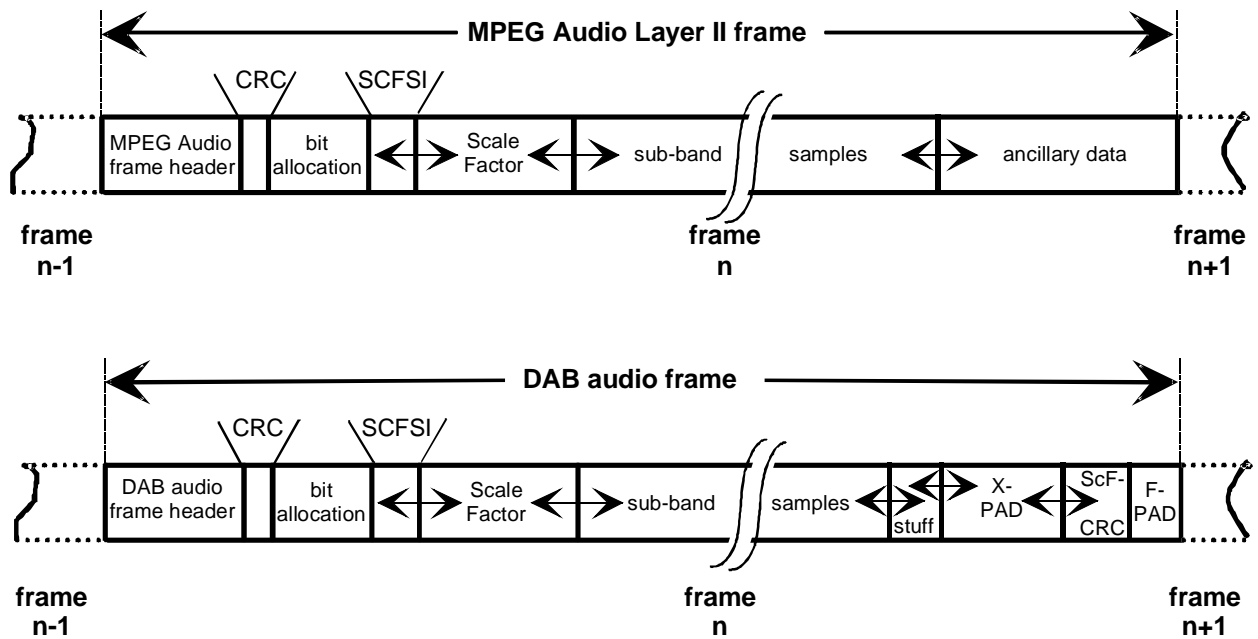 MPEG Audio Layer II frame
CRC
SCFSI
MPEG Audio
frame header
bit
allocation
Scale
Factor
sub-band
samples
ancillary data
frame
n-1
frame
n
frame
n+1
DAB audio frame
CRC
SCFSI
DAB audio
frame header
bit
allocation
Scale
Factor
sub-band
samples
stuff
X-
PAD
ScF-
CRC
F-
PAD
frame
n-1
frame
n
frame
n+1